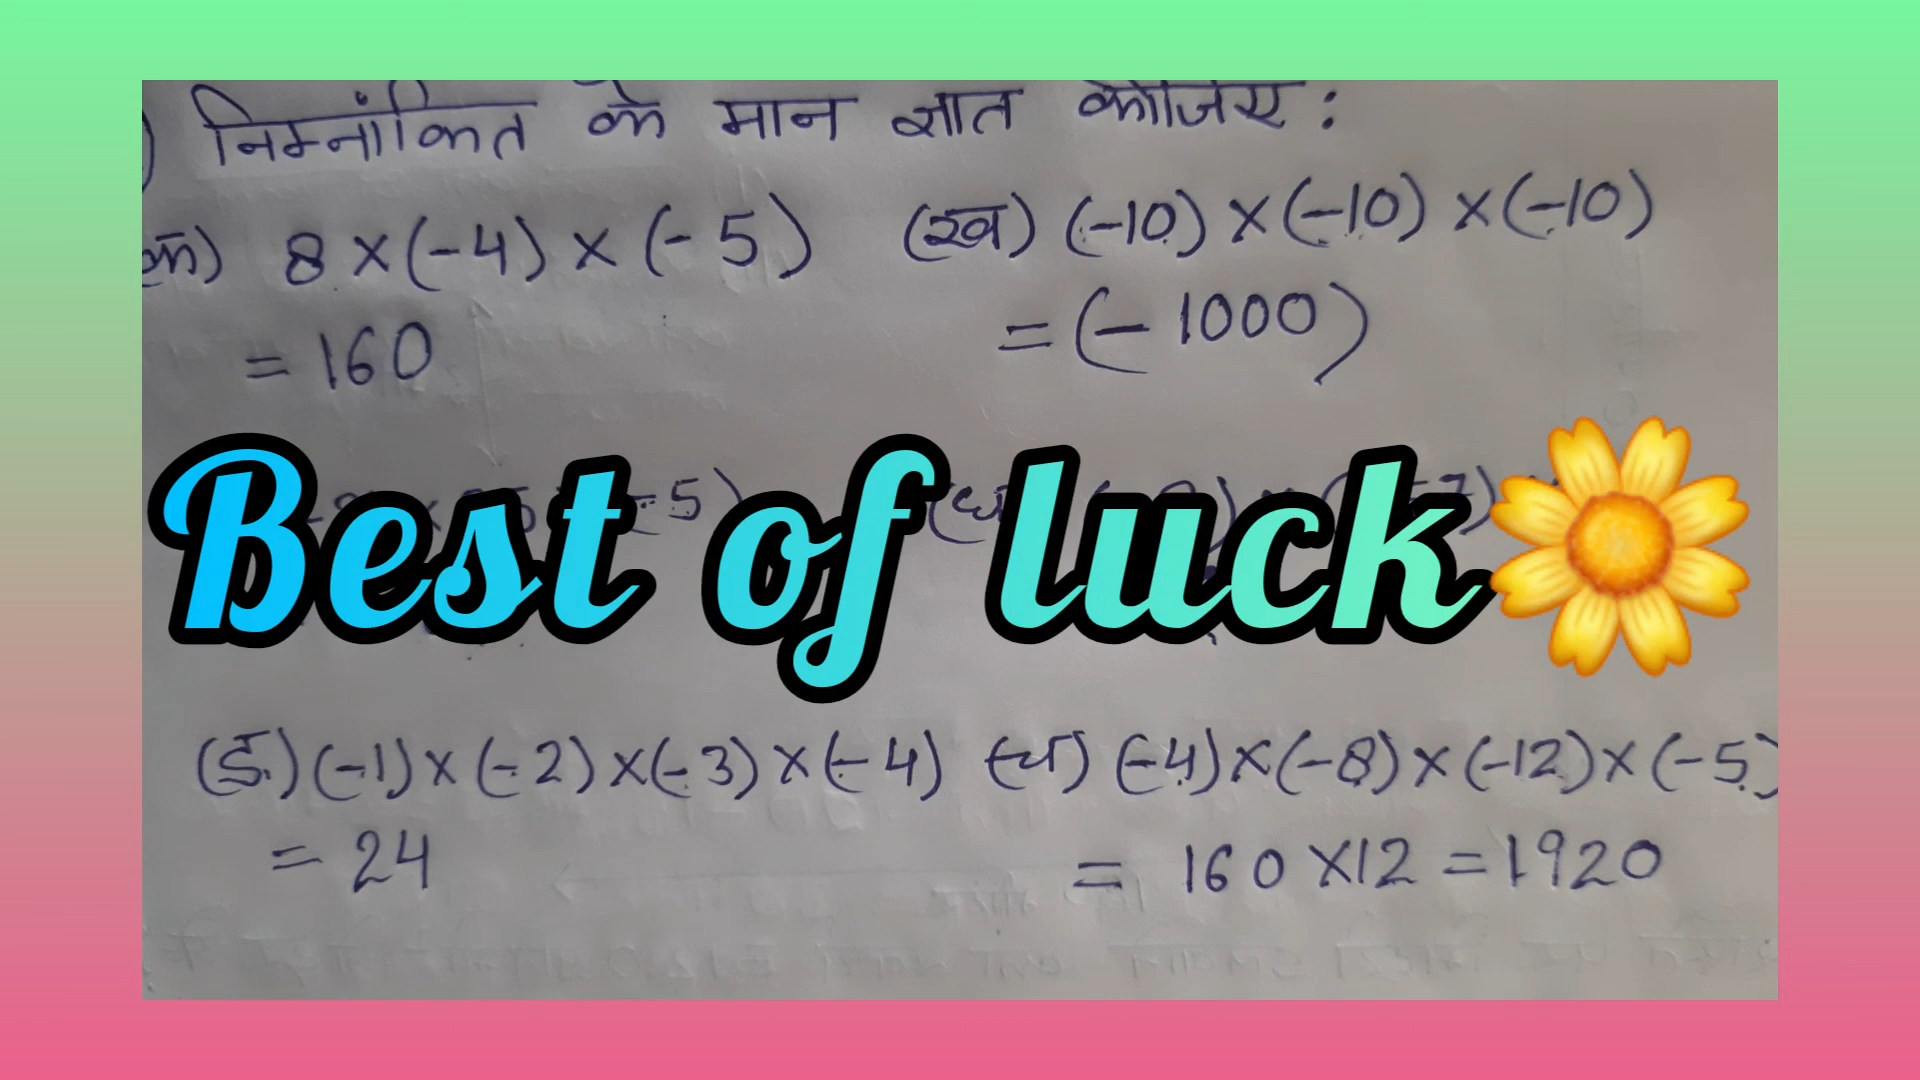 निम्नांकित के मान ज्ञात कीजिए :
क) 8 × (-4) × (-5) (ख) (-10) × (-10) × (-10)
= 160 = (- 1000)
Best of luck
(ङ) (-1) × (-2) × (-3) × (-4) (च) (-4) × (-8) × (-12) × (-5)
= 24 = 160 × 12 = 1920